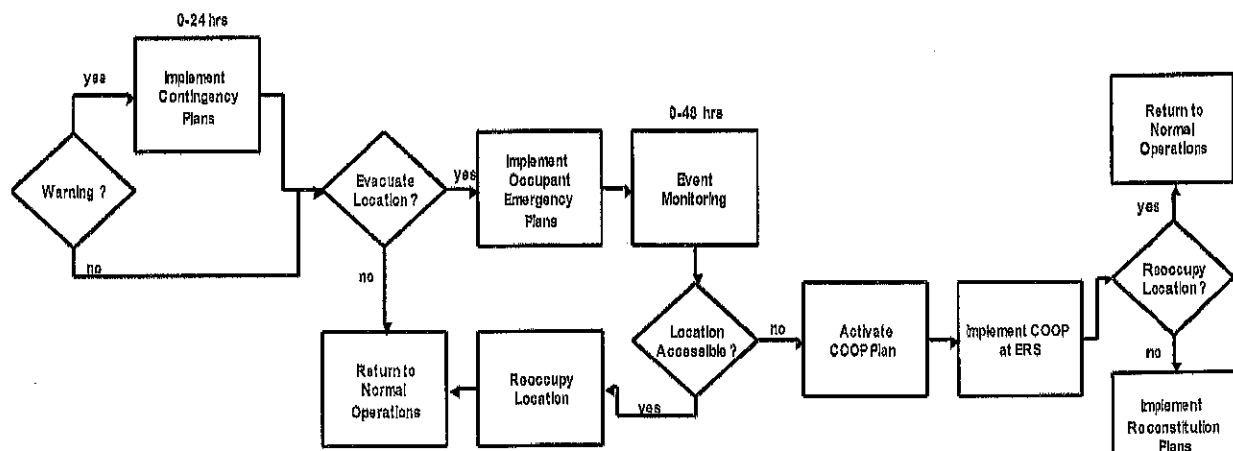 0-24 hrs
yes
Implement
Contingency
Plans
Warning ?
no
Evacuate
Location ?
yes
no
Implement
Occupant
Emergency
Plans
0-48 hrs
Event
Monitoring
Location
Accessible ?
yes
no
Reoccupy
Location
Return to
Normal
Operations
Activate
COOP Plan
Implement COOP
at ERS
Reoccupy
Location ?
yes
Return to
Normal
Operations
no
Implement
Reconstitution
Plans